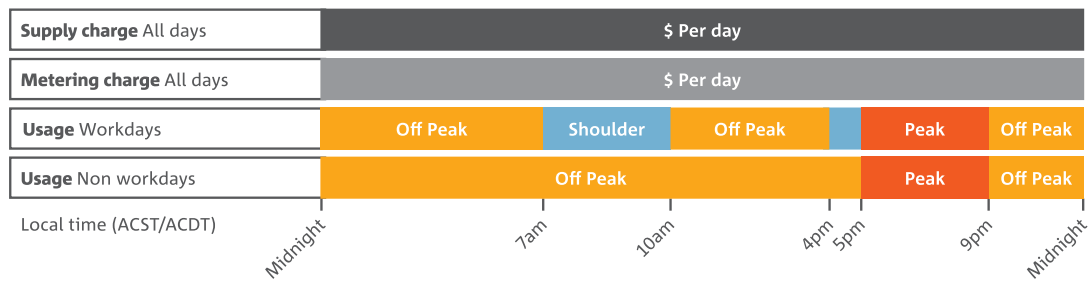 Supply charge All days $ Per day
Metering charge All days $ Per day
Usage Workdays Off Peak Shoulder Off Peak Peak Off Peak
Usage Non workdays Off Peak Peak Off Peak
Local time (ACST/ACDT) Midnight 7am 10am 4pm 5pm 9pm Midnight